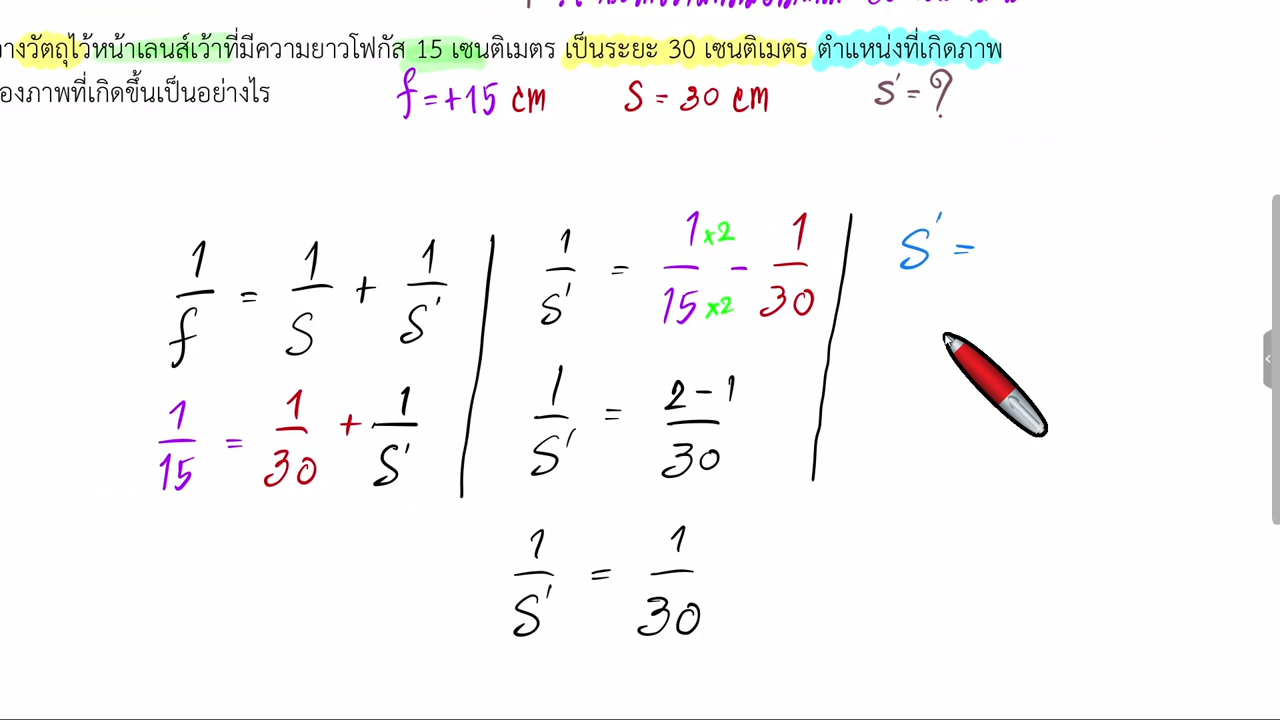 วัตถุไว้หน้าเลนส์เว้าที่มีความยาวโฟกัส 15 เซนติเมตร เป็นระยะ 30 เซนติเมตร ตำแหน่งที่เกิดภาพ
องภาพที่เกิดขึ้นเป็นอย่างไร
f = +15 cm S = 30 cm S' = ?
1/f = 1/S + 1/S'
1/15 = 1/30 + 1/S'
1/S' = 1×2/15×2 - 1/30
1/S' = 2-1/30
1/S' = 1/30
S' =